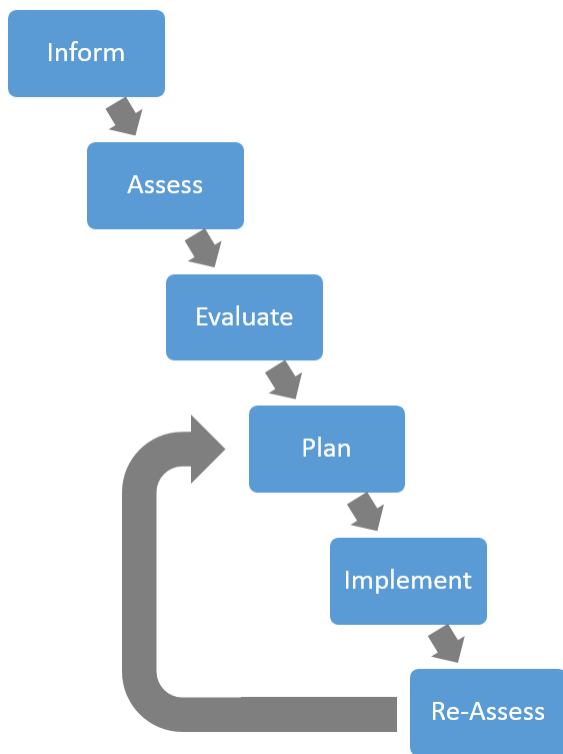 Inform
Assess
Evaluate
Plan
Implement
Re-Assess